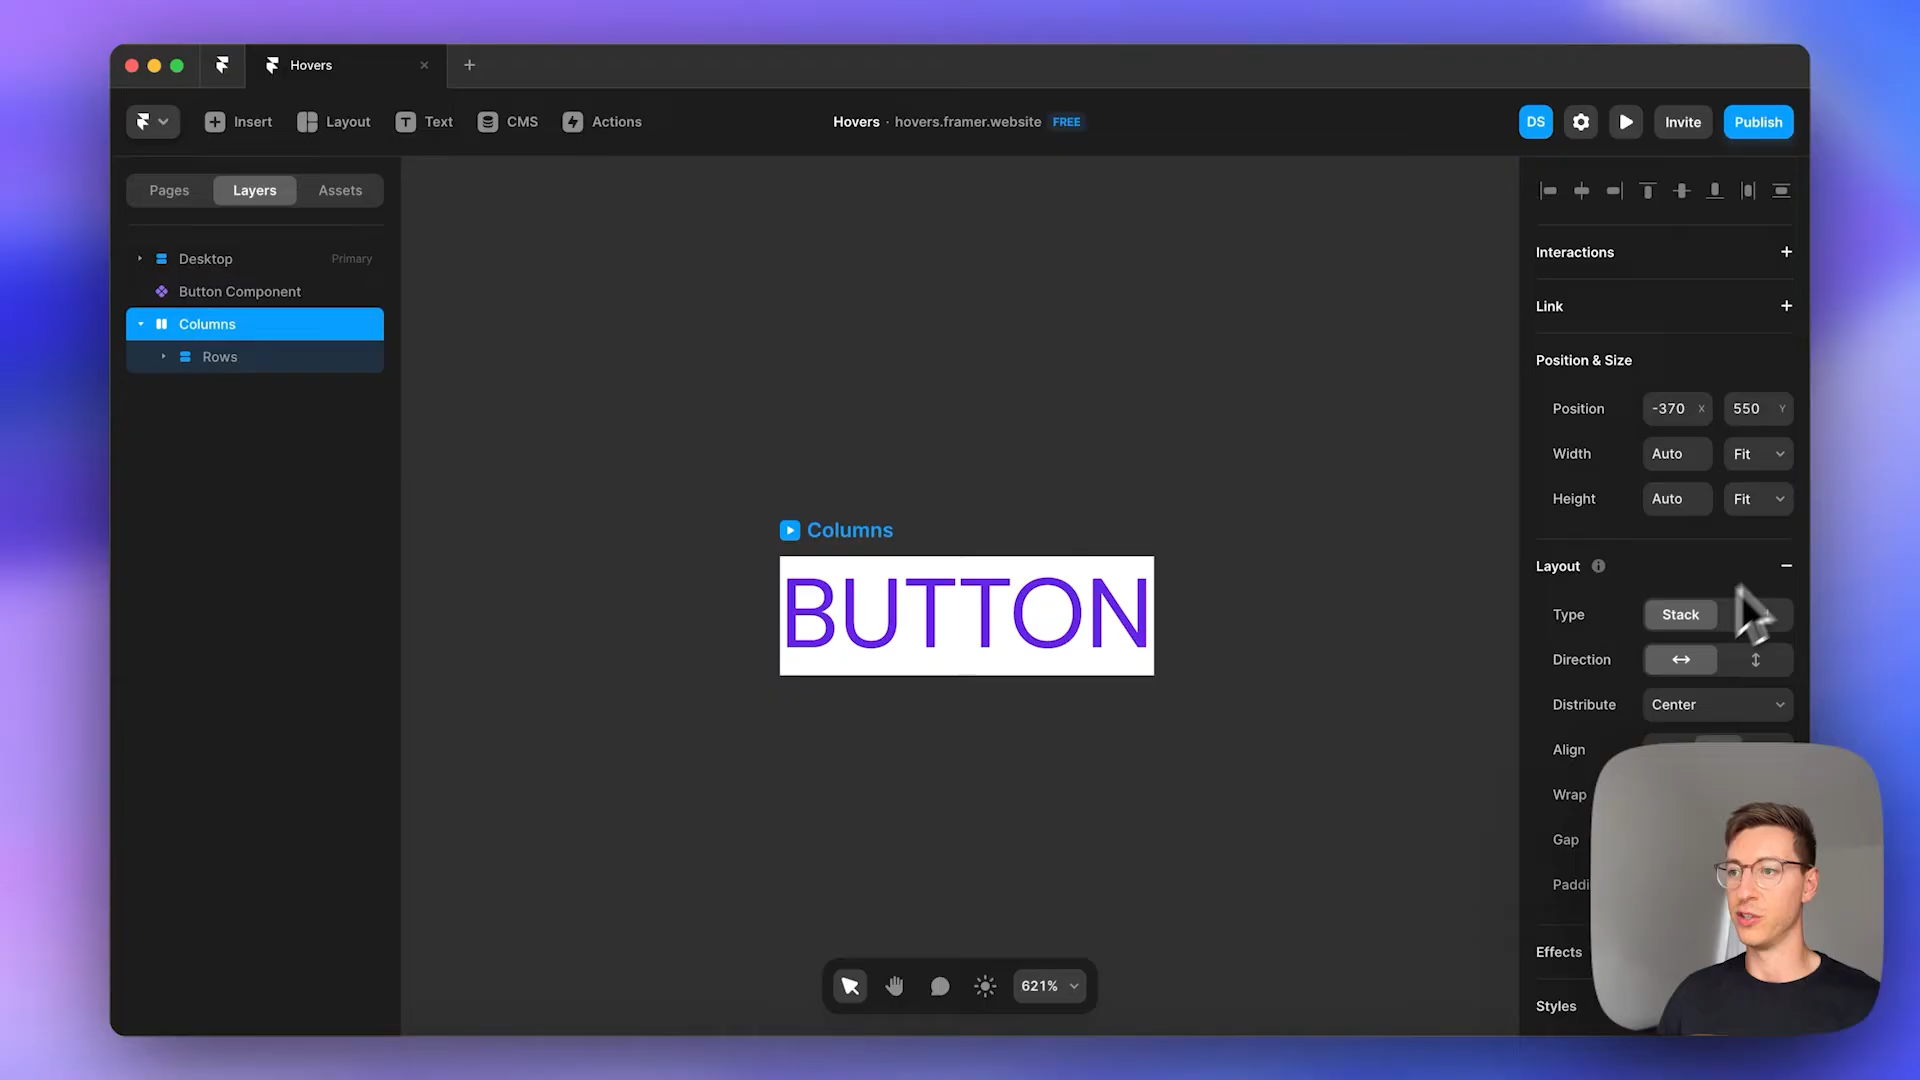 Hovers
Insert
Layout
Text
CMS
Actions
Hovers · hovers.framer.website FREE
DS
Invite
Publish
Pages
Layers
Assets
Desktop
Primary
Button Component
Columns
Rows
Columns
BUTTON
621%
Interactions
Link
Position & Size
Position
-370 X
550 Y
Width
Auto
Fit
Height
Auto
Fit
Layout
Type
Stack
Direction
Distribute
Center
Align
Wrap
Gap
Paddi
Effects
Styles